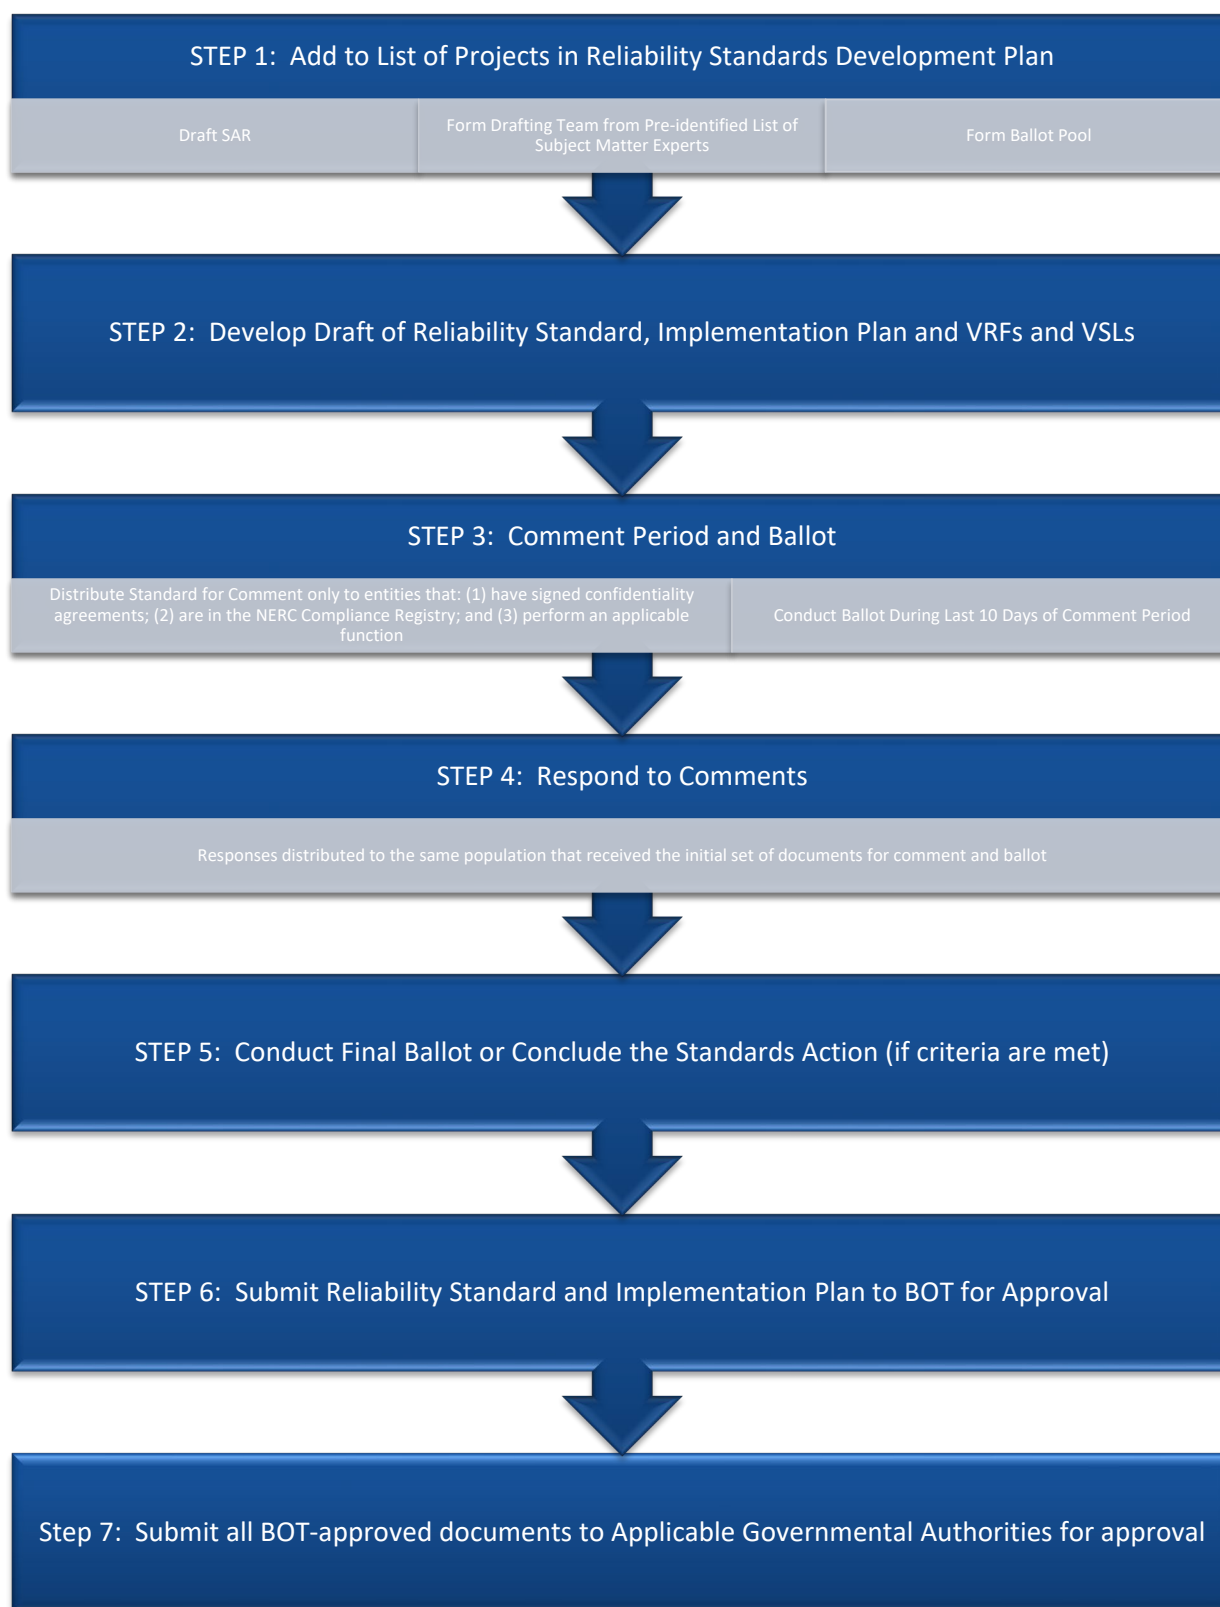 STEP 1:  Add to List of Projects in Reliability Standards Development Plan
Draft SAR
Form Drafting Team from Pre-identified List of
Subject Matter Experts
Form Ballot Pool
STEP 2:  Develop Draft of Reliability Standard, Implementation Plan and VRFs and VSLs
STEP 3:  Comment Period and Ballot
Distribute Standard for Comment only to entities that: (1) have signed confidentiality
agreements; (2) are in the NERC Compliance Registry; and (3) perform an applicable
function
Conduct Ballot During Last 10 Days of Comment Period
STEP 4:  Respond to Comments
Responses distributed to the same population that received the initial set of documents for comment and ballot
STEP 5:  Conduct Final Ballot or Conclude the Standards Action (if criteria are met)
STEP 6:  Submit Reliability Standard and Implementation Plan to BOT for Approval
Step 7:  Submit all BOT-approved documents to Applicable Governmental Authorities for approval